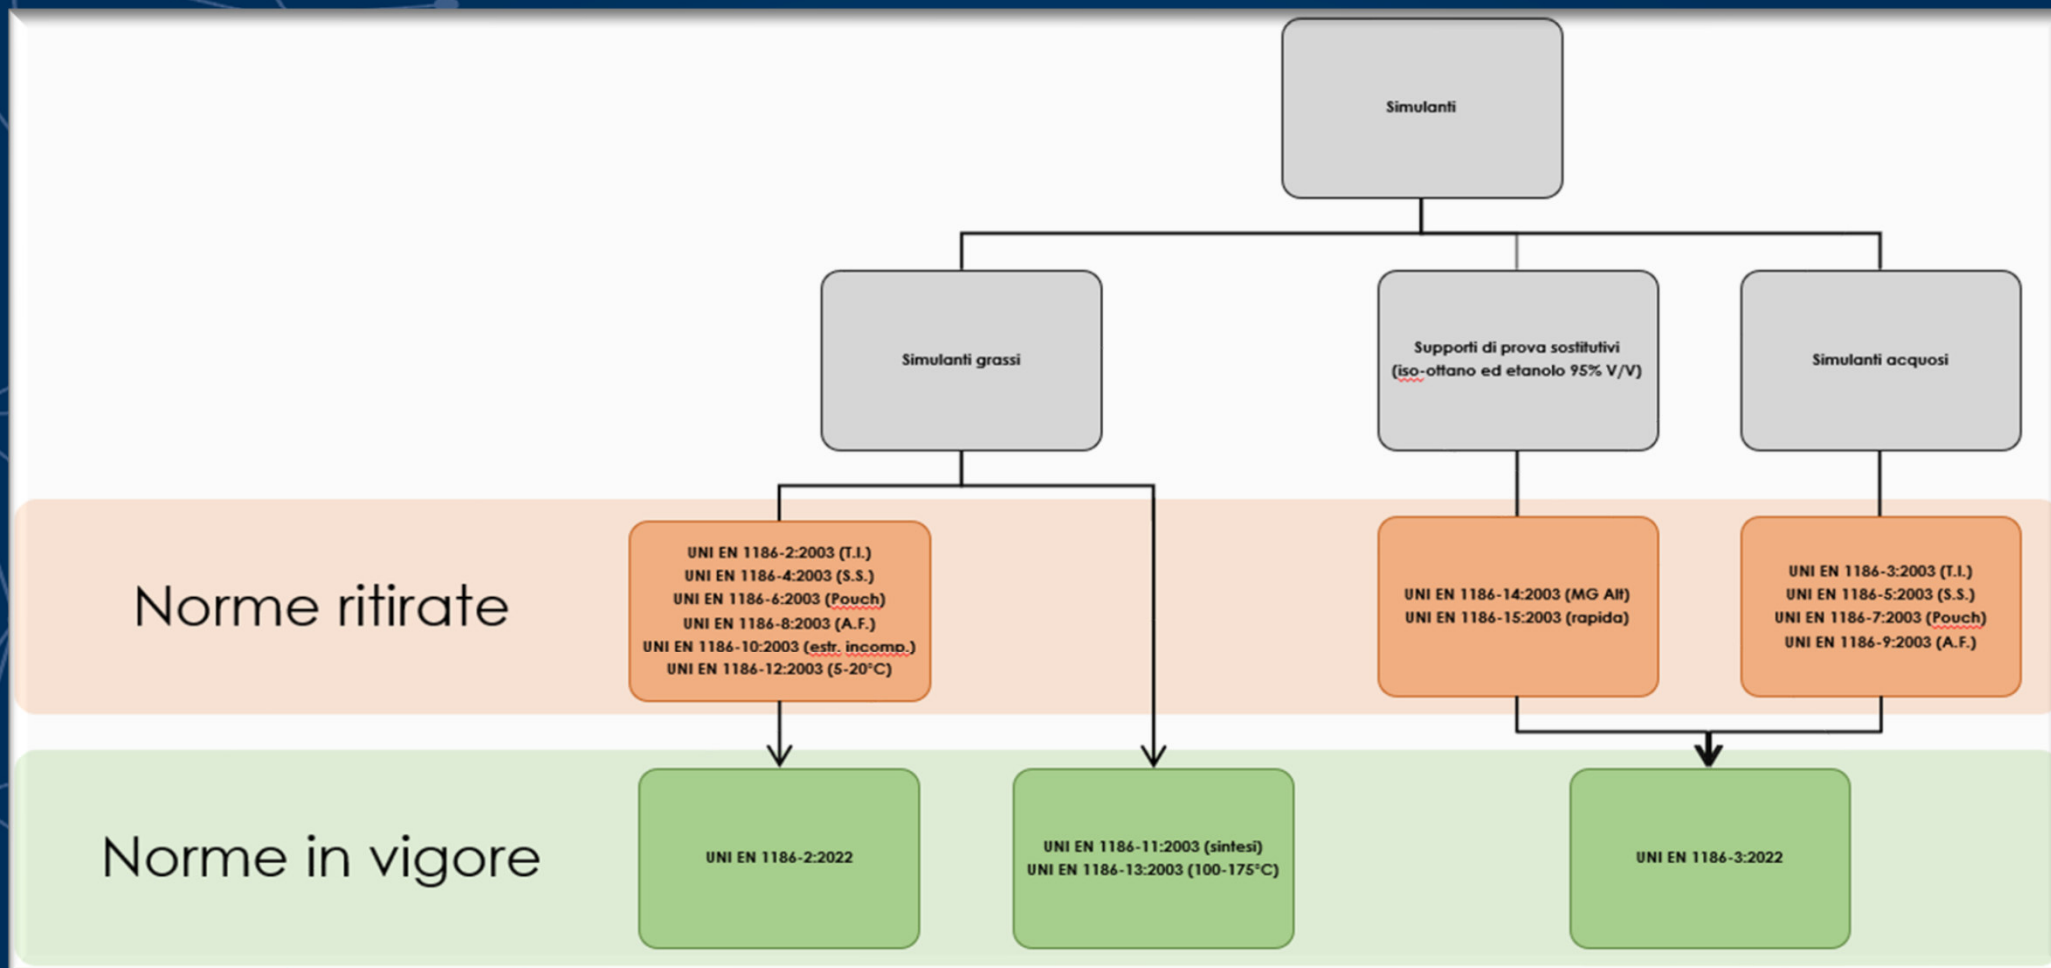 Simulanti
Simulanti grassi
Supporti di prova sostitutivi
(iso-ottano ed etanolo 95% V/V)
Simulanti acquosi
Norme ritirate
UNI EN 1186-2:2003 (T.I.)
UNI EN 1186-4:2003 (S.S.)
UNI EN 1186-6:2003 (Pouch)
UNI EN 1186-8:2003 (A.F.)
UNI EN 1186-10:2003 (estr. incomp.)
UNI EN 1186-12:2003 (5-20°C)
UNI EN 1186-14:2003 (MG Alt)
UNI EN 1186-15:2003 (rapida)
UNI EN 1186-3:2003 (T.I.)
UNI EN 1186-5:2003 (S.S.)
UNI EN 1186-7:2003 (Pouch)
UNI EN 1186-9:2003 (A.F.)
Norme in vigore
UNI EN 1186-2:2022
UNI EN 1186-11:2003 (sintesi)
UNI EN 1186-13:2003 (100-175°C)
UNI EN 1186-3:2022